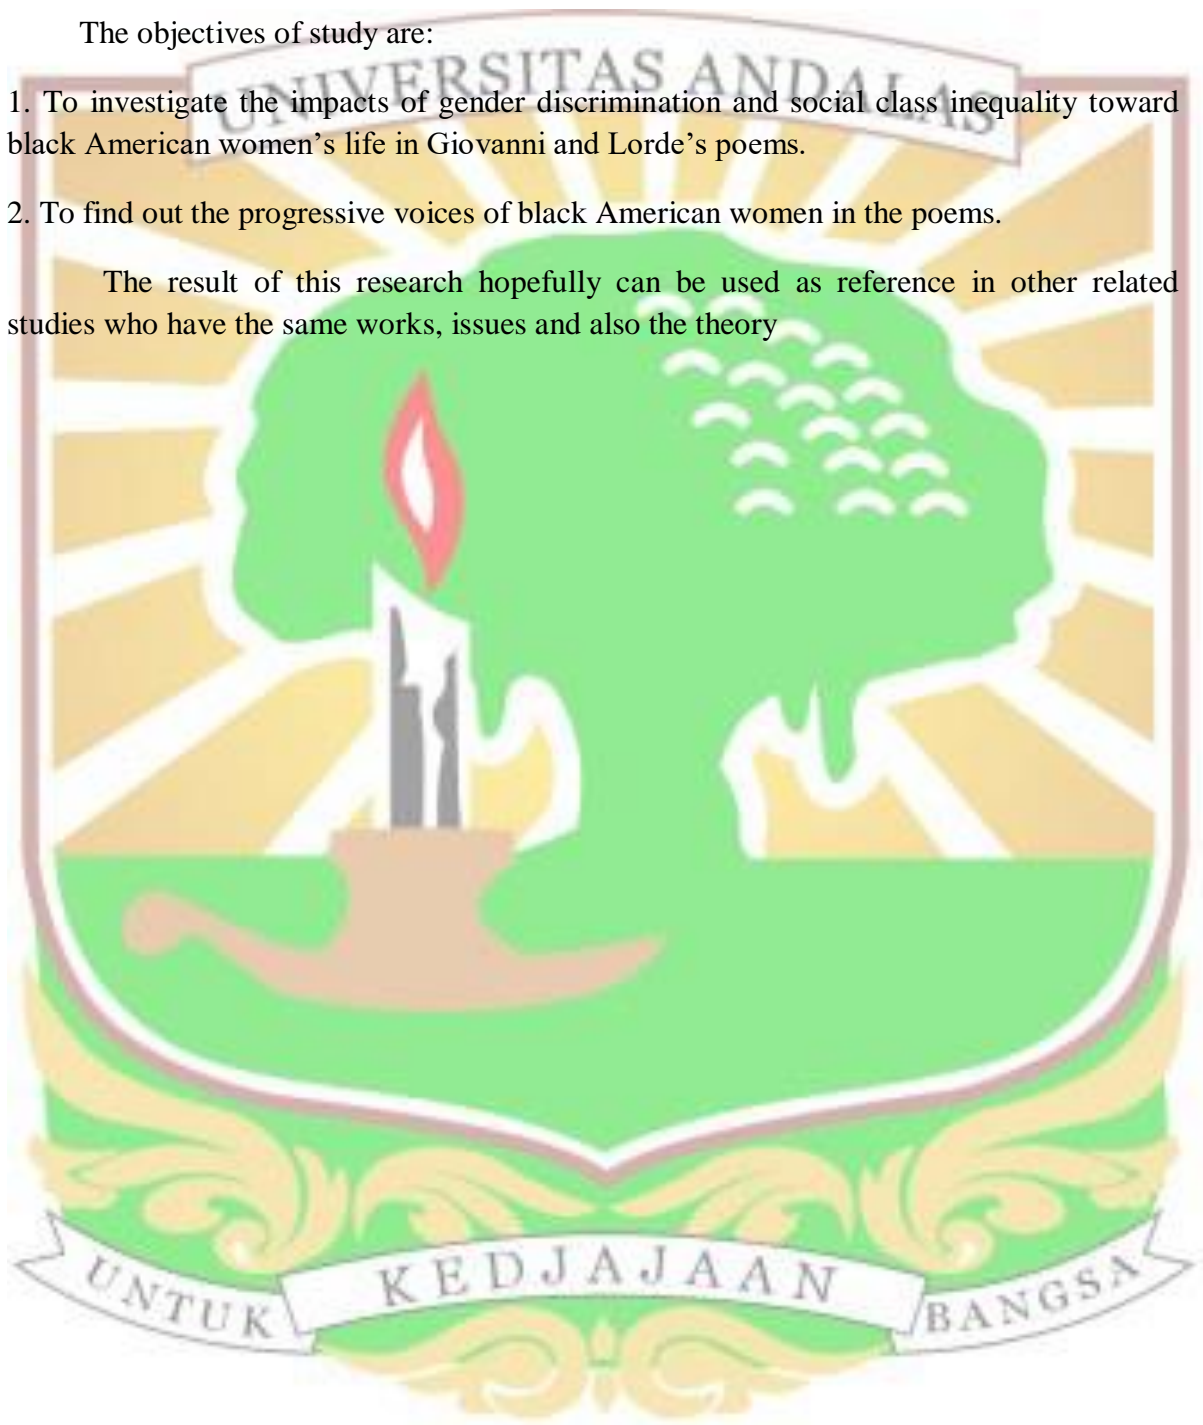 The objectives of study are:
UNIVERSITAS ANDALAS
1. To investigate the impacts of gender discrimination and social class inequality toward
black American women’s life in Giovanni and Lorde’s poems.
2. To find out the progressive voices of black American women in the poems.
The result of this research hopefully can be used as reference in other related
studies who have the same works, issues and also the theory
UNTUK KEDJAJAAN BANGSA